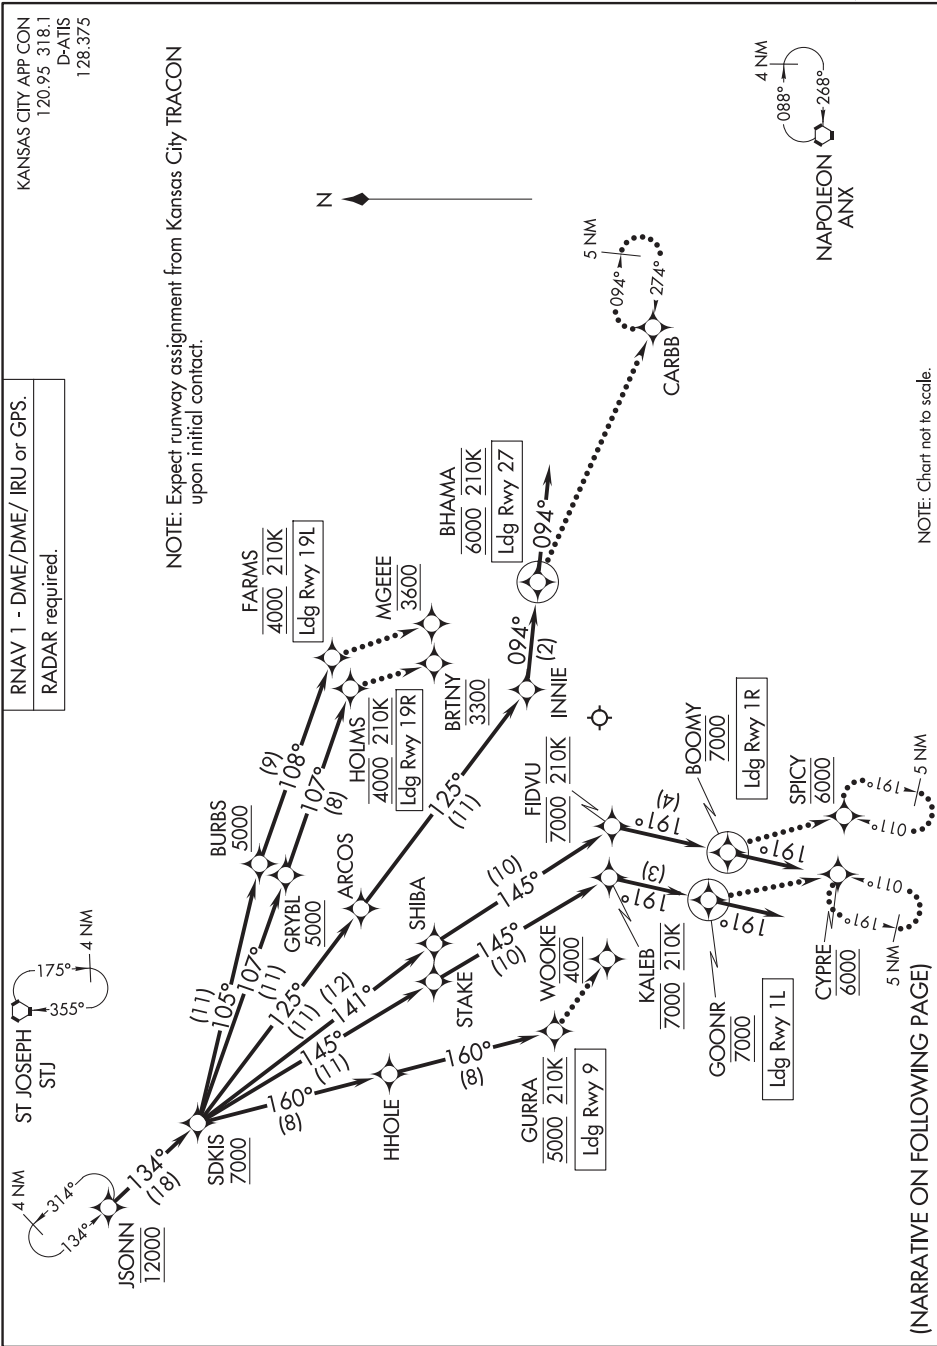 RNAV 1 - DME/DME/ IRU or GPS.
RADAR required.
KANSAS CITY APP CON
120.95 318.1
D-ATIS
128.375
NOTE: Expect runway assignment from Kansas City TRACON
upon initial contact.
N
ST JOSEPH
STJ
175°
355°
4 NM
4 NM
314°
134°
JSONN
12000
134°
(18)
SDKIS
7000
(11)
105°
BURBS
5000
(9)
108°
FARMS
4000 210K
Ldg Rwy 19L
MGEEE
3600
107°
(11)
GRYBL
5000
107°
(8)
HOLMS
4000 210K
Ldg Rwy 19R
BRTNY
3300
125°
(11)
ARCOS
125°
(11)
INNIE
094°
(2)
BHAMA
6000 210K
Ldg Rwy 27
094°
CARBB
094°
274°
5 NM
NAPOLEON
ANX
088°
268°
4 NM
(12)
141°
SHIBA
(10)
145°
FIDVU
7000 210K
191°
(4)
BOOMY
7000
Ldg Rwy 1R
191°
SPICY
6000
191°
011°
5 NM
145°
(11)
STAKE
145°
(10)
KALEB
7000 210K
191°
(3)
GOONR
7000
Ldg Rwy 1L
191°
CYPRE
6000
011°
191°
5 NM
160°
(8)
HHOLE
160°
(8)
GURRA
5000 210K
Ldg Rwy 9
WOOKE
4000
NOTE: Chart not to scale.
(NARRATIVE ON FOLLOWING PAGE)